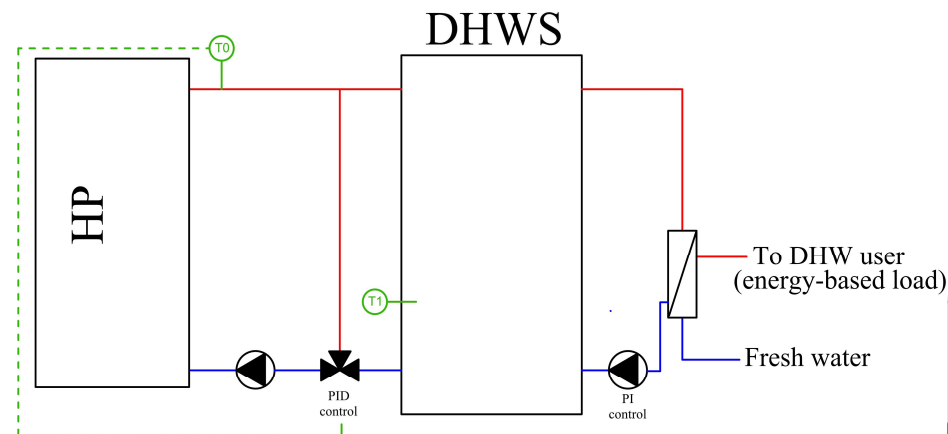 DHWS
T0
HP
To DHW user
(energy-based load)
T1
Fresh water
PID
control
PI
control